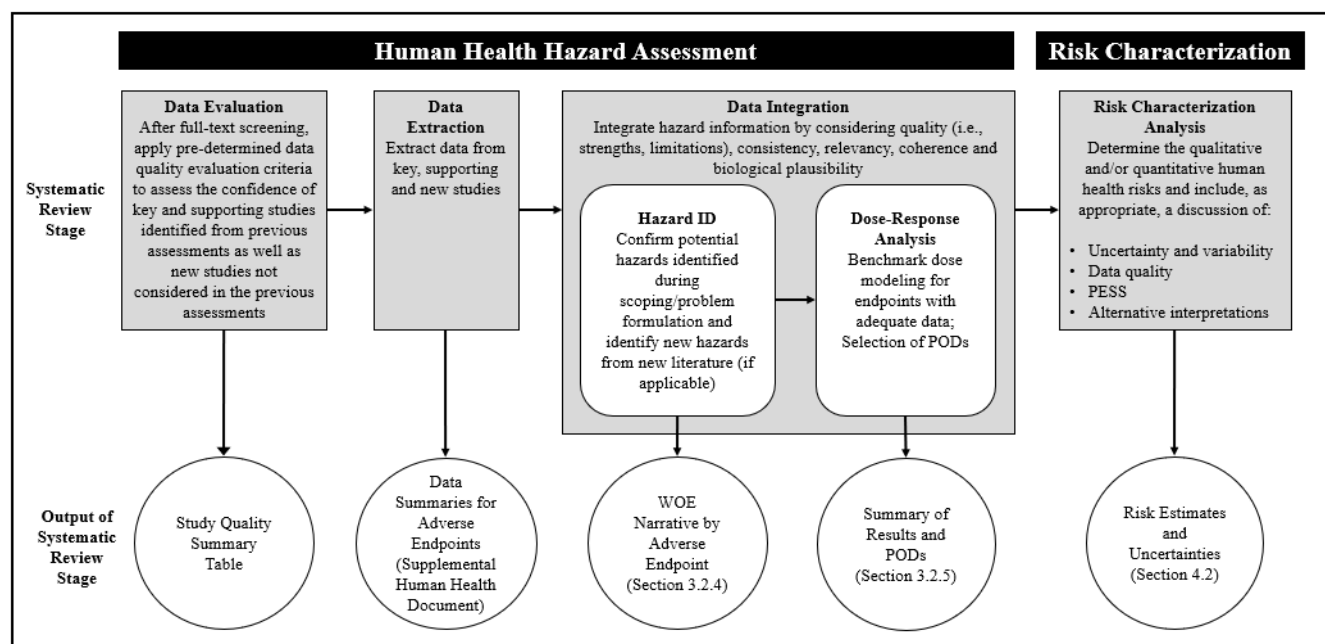 Human Health Hazard Assessment
Risk Characterization
Systematic
Review
Stage
Data Evaluation
After full-text screening,
apply pre-determined data
quality evaluation criteria
to assess the confidence of
key and supporting studies
identified from previous
assessments as well as
new studies not
considered in the previous
assessments
Data
Extraction
Extract data from
key, supporting
and new studies
Data Integration
Integrate hazard information by considering quality (i.e.,
strengths, limitations), consistency, relevancy, coherence and
biological plausibility
Hazard ID
Confirm potential
hazards identified
during
scoping/problem
formulation and
identify new hazards
from new literature (if
applicable)
Dose-Response
Analysis
Benchmark dose
modeling for
endpoints with
adequate data;
Selection of PODs
Risk Characterization
Analysis
Determine the qualitative
and/or quantitative human
health risks and include, as
appropriate, a discussion of:
• Uncertainty and variability
• Data quality
• PESS
• Alternative interpretations
Output of
Systematic
Review
Stage
Study Quality
Summary
Table
Data
Summaries for
Adverse
Endpoints
(Supplemental
Human Health
Document)
WOE
Narrative by
Adverse
Endpoint
(Section 3.2.4)
Summary of
Results and
PODs
(Section 3.2.5)
Risk Estimates
and
Uncertainties
(Section 4.2)